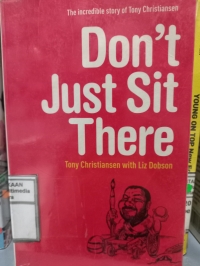 The incredible story of Tony Christiansen
Don't
Just Sit
There
Tony Christiansen with Liz Dobson
YOUNG ON TOP